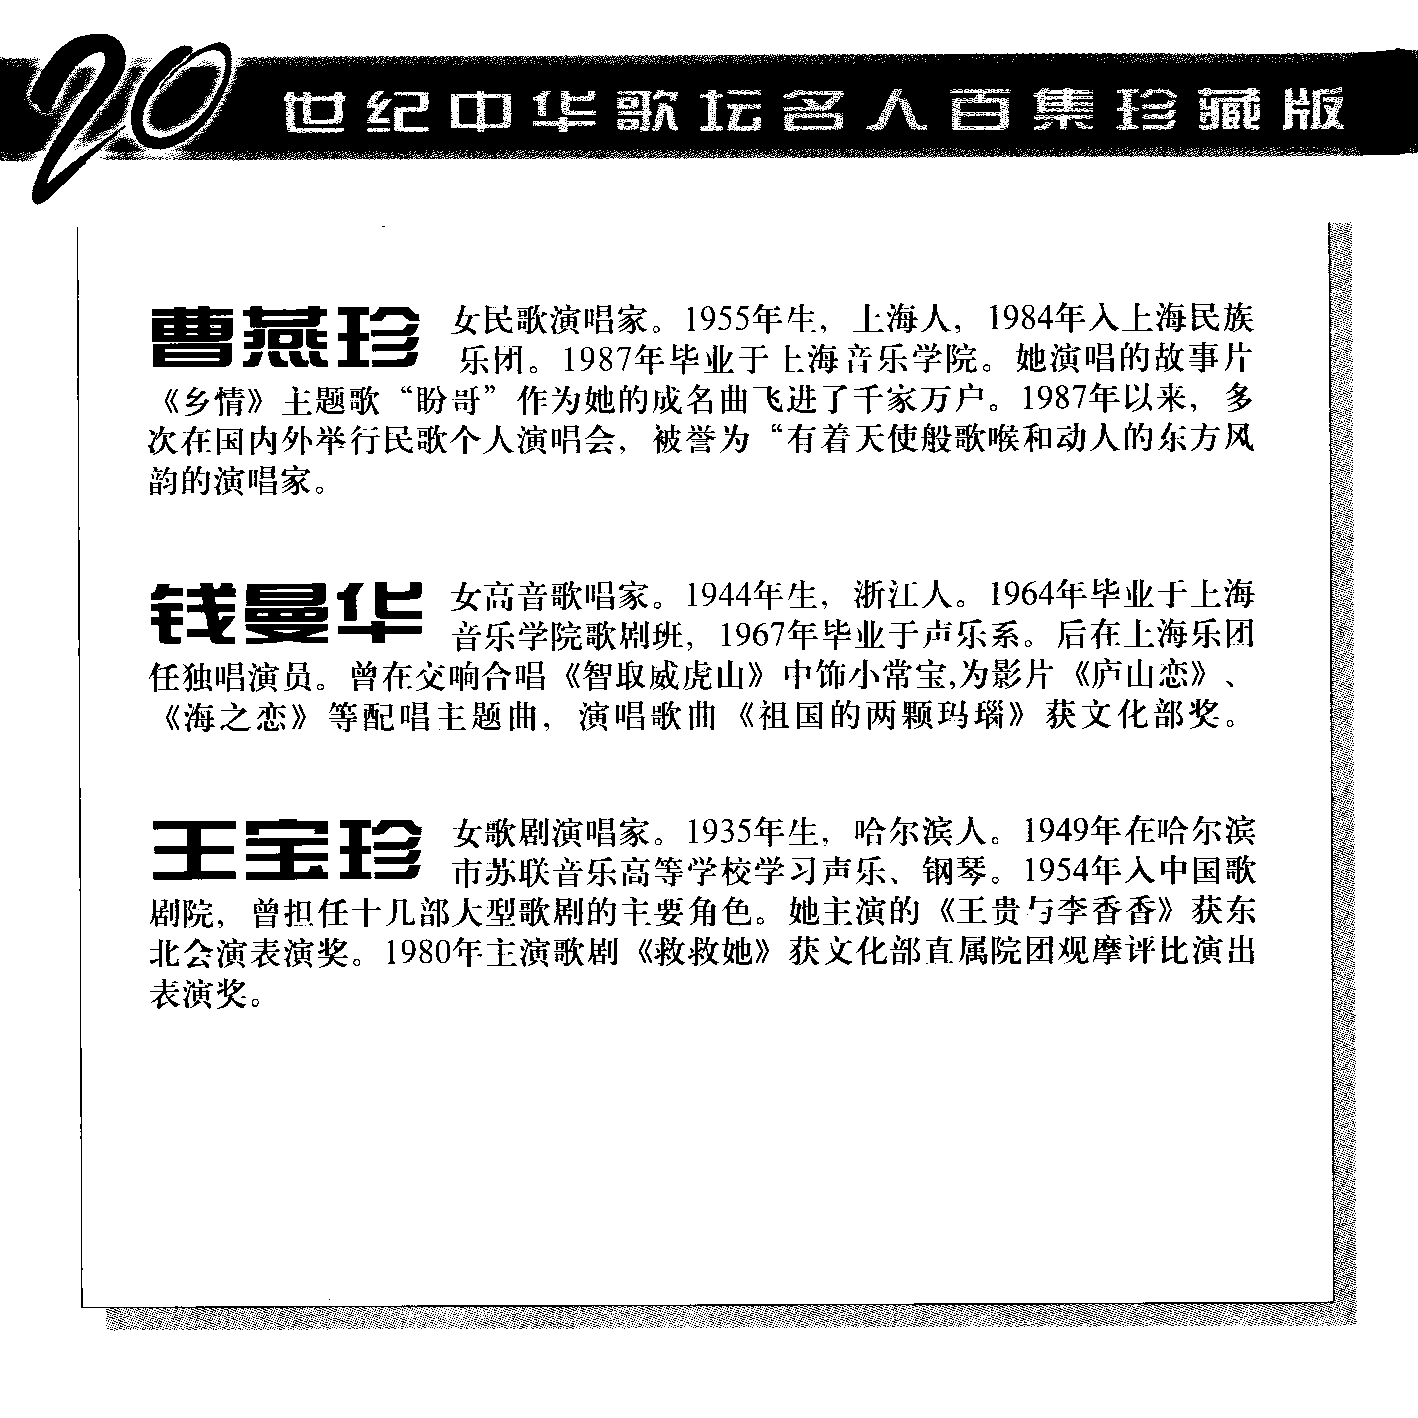 20世纪中华歌坛名人百集珍藏版
曹燕珍 女民歌演唱家。1955年生，上海人，1984年入上海民族
乐团。1987年毕业于上海音乐学院。她演唱的故事片
《乡情》主题歌“盼哥”作为她的成名曲飞进了千家万户。1987年以来，多
次在国内外举行民歌个人演唱会，被誉为“有着天使般歌喉和动人的东方风
韵的演唱家。
钱曼华 女高音歌唱家。1944年生，浙江人。1964年毕业于上海
音乐学院歌剧班，1967年毕业于声乐系。后在上海乐团
任独唱演员。曾在交响合唱《智取威虎山》中饰小常宝,为影片《庐山恋》、
《海之恋》等配唱主题曲，演唱歌曲《祖国的两颗玛瑙》获文化部奖。
王宝珍 女歌剧演唱家。1935年生，哈尔滨人。1949年在哈尔滨
市苏联音乐高等学校学习声乐、钢琴。1954年入中国歌
剧院，曾担任十几部大型歌剧的主要角色。她主演的《王贵与李香香》获东
北会演表演奖。1980年主演歌剧《救救她》获文化部直属院团观摩评比演出
表演奖。